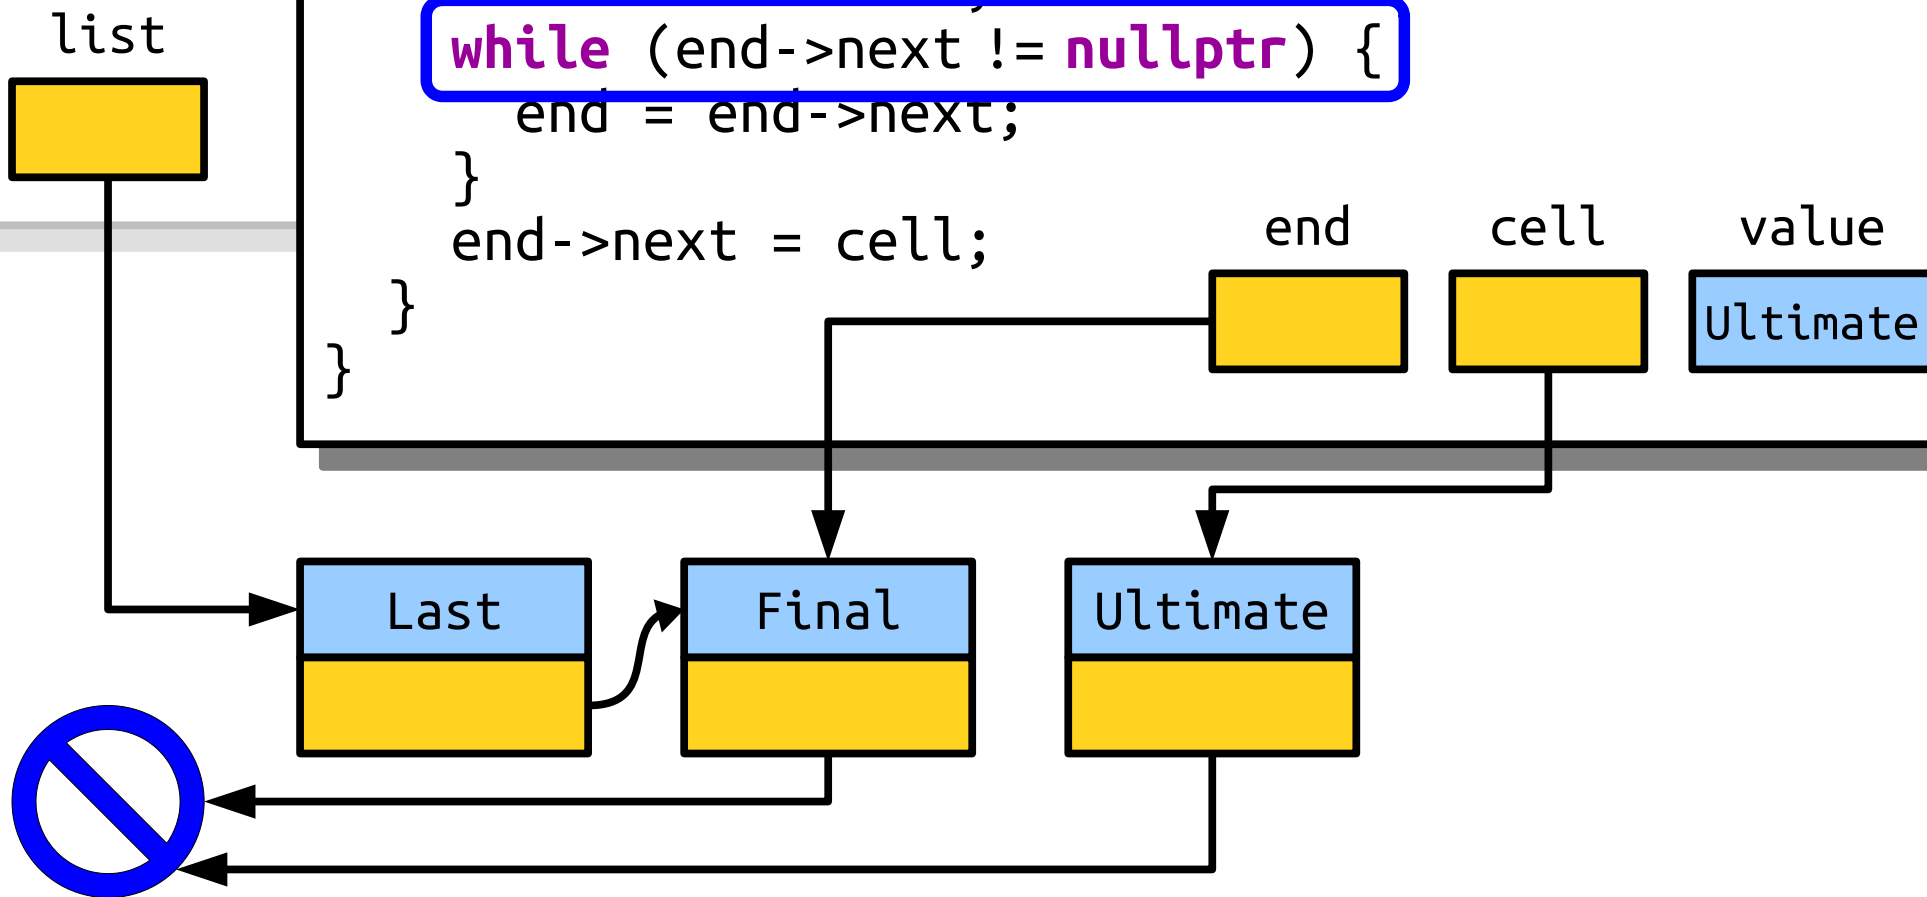 list
while (end->next != nullptr) {
end = end->next;
}
end->next = cell;
}
}
end cell value
Ultimate
Last Final Ultimate